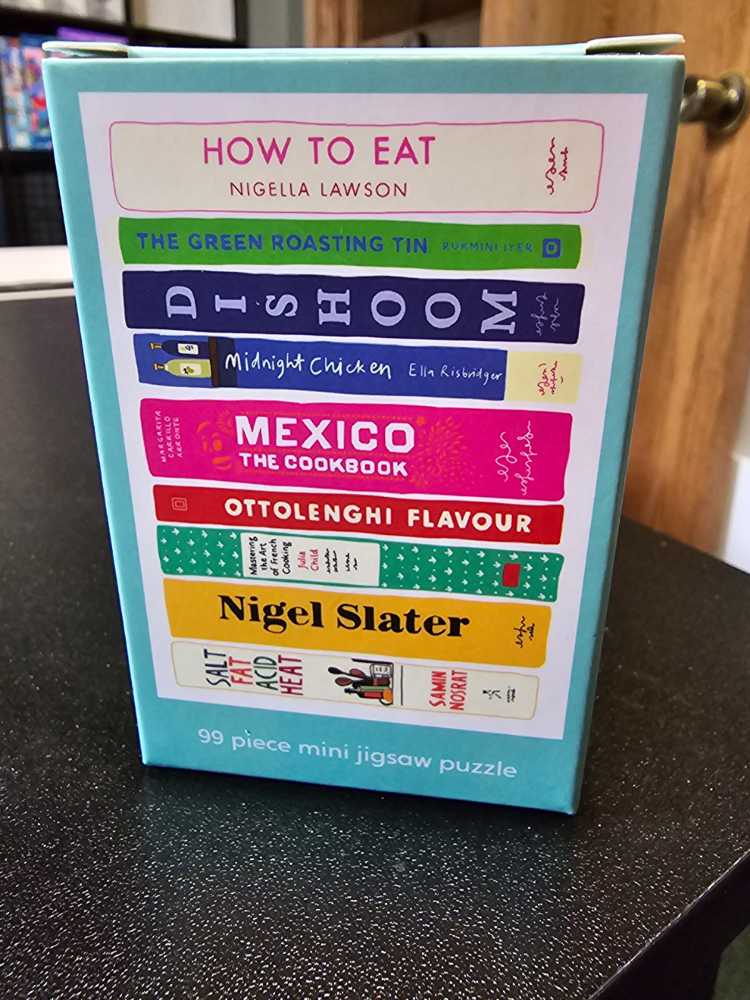 HOW TO EAT
NIGELLA LAWSON
THE GREEN ROASTING TIN RUKMINI IYER
DISHOOM
Midnight Chicken Ella Risbridger
MARGARITA
CARRILLO
ARRONTE
MEXICO
THE COOKBOOK
OTTOLENGHI FLAVOUR
Mastering
the Art
of French
Cooking
Julia
Child
Nigel Slater
SALT
FAT
ACID
HEAT
SAMIN
NOSRAT
99 piece mini jigsaw puzzle